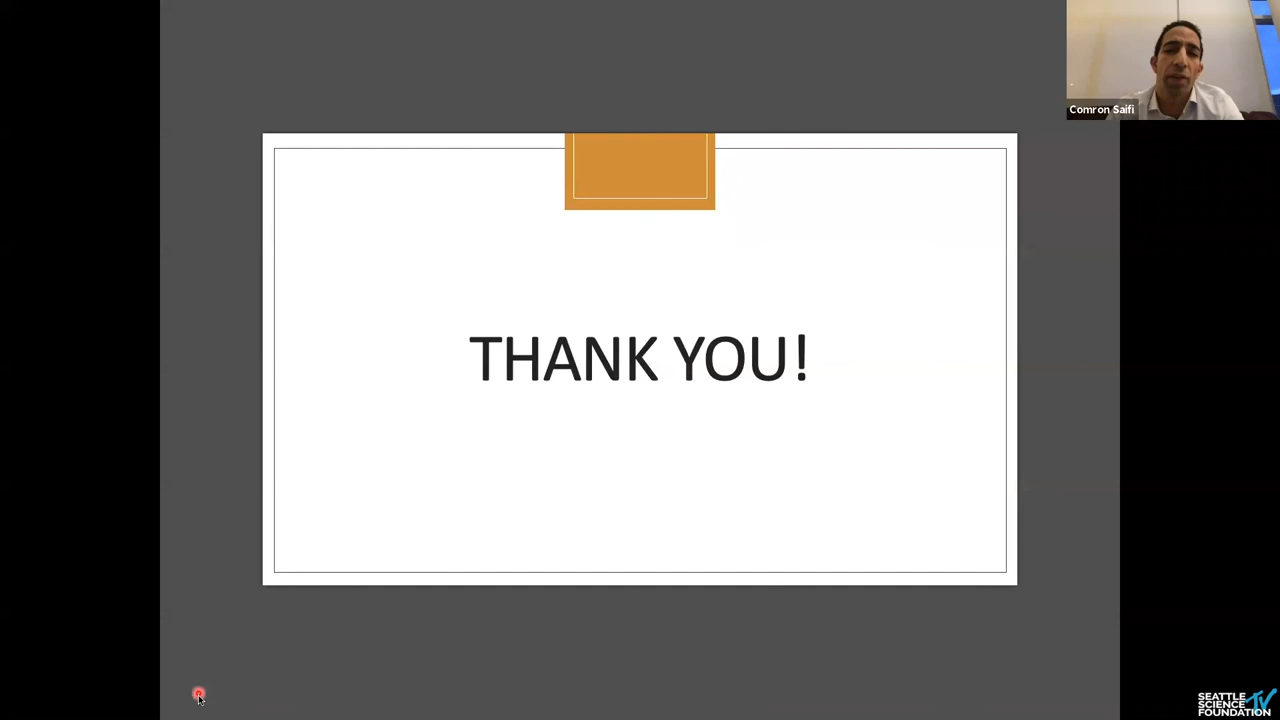 Comron Saifi
THANK YOU!
SEATTLE
SCIENCE
FOUNDATION
TV